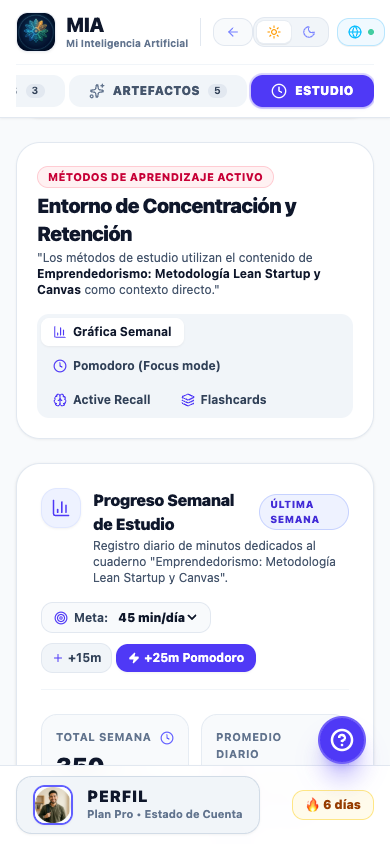 MIA
Mi Inteligencia Artificial
3
ARTEFACTOS 5
ESTUDIO
MÉTODOS DE APRENDIZAJE ACTIVO
Entorno de Concentración y
Retención
"Los métodos de estudio utilizan el contenido de
Emprendedorismo: Metodología Lean Startup y
Canvas como contexto directo."
Gráfica Semanal
Pomodoro (Focus mode)
Active Recall
Flashcards
Progreso Semanal
de Estudio
ÚLTIMA
SEMANA
Registro diario de minutos dedicados al
cuaderno "Emprendedorismo: Metodología
Lean Startup y Canvas".
Meta: 45 min/día
+15m
+25m Pomodoro
TOTAL SEMANA
350
PROMEDIO
DIARIO
PERFIL
Plan Pro • Estado de Cuenta
6 días